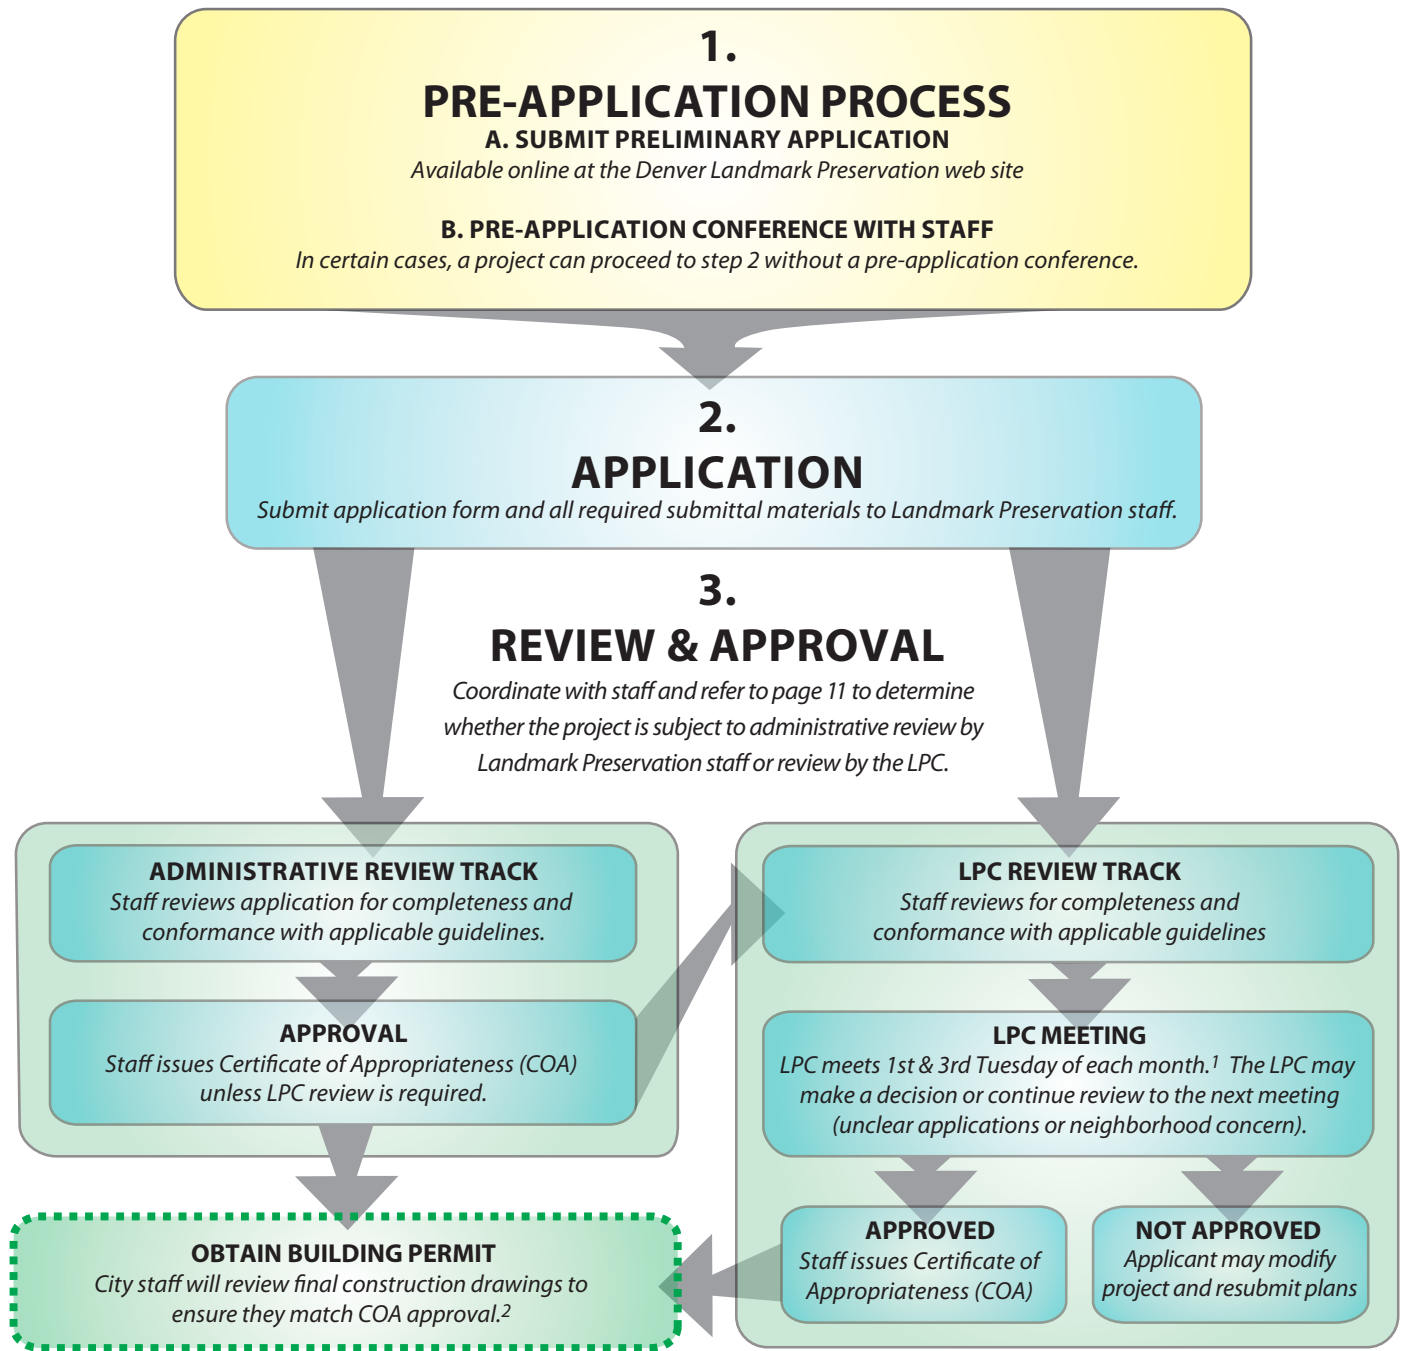 1.
PRE-APPLICATION PROCESS
A. SUBMIT PRELIMINARY APPLICATION
Available online at the Denver Landmark Preservation web site
B. PRE-APPLICATION CONFERENCE WITH STAFF
In certain cases, a project can proceed to step 2 without a pre-application conference.
2.
APPLICATION
Submit application form and all required submittal materials to Landmark Preservation staff.
3.
REVIEW & APPROVAL
Coordinate with staff and refer to page 11 to determine
whether the project is subject to administrative review by
Landmark Preservation staff or review by the LPC.
ADMINISTRATIVE REVIEW TRACK
Staff reviews application for completeness and
conformance with applicable guidelines.
APPROVAL
Staff issues Certificate of Appropriateness (COA)
unless LPC review is required.
OBTAIN BUILDING PERMIT
City staff will review final construction drawings to
ensure they match COA approval.2
LPC REVIEW TRACK
Staff reviews for completeness and
conformance with applicable guidelines
LPC MEETING
LPC meets 1st & 3rd Tuesday of each month.1 The LPC may
make a decision or continue review to the next meeting
(unclear applications or neighborhood concern).
APPROVED
Staff issues Certificate of
Appropriateness (COA)
NOT APPROVED
Applicant may modify
project and resubmit plans